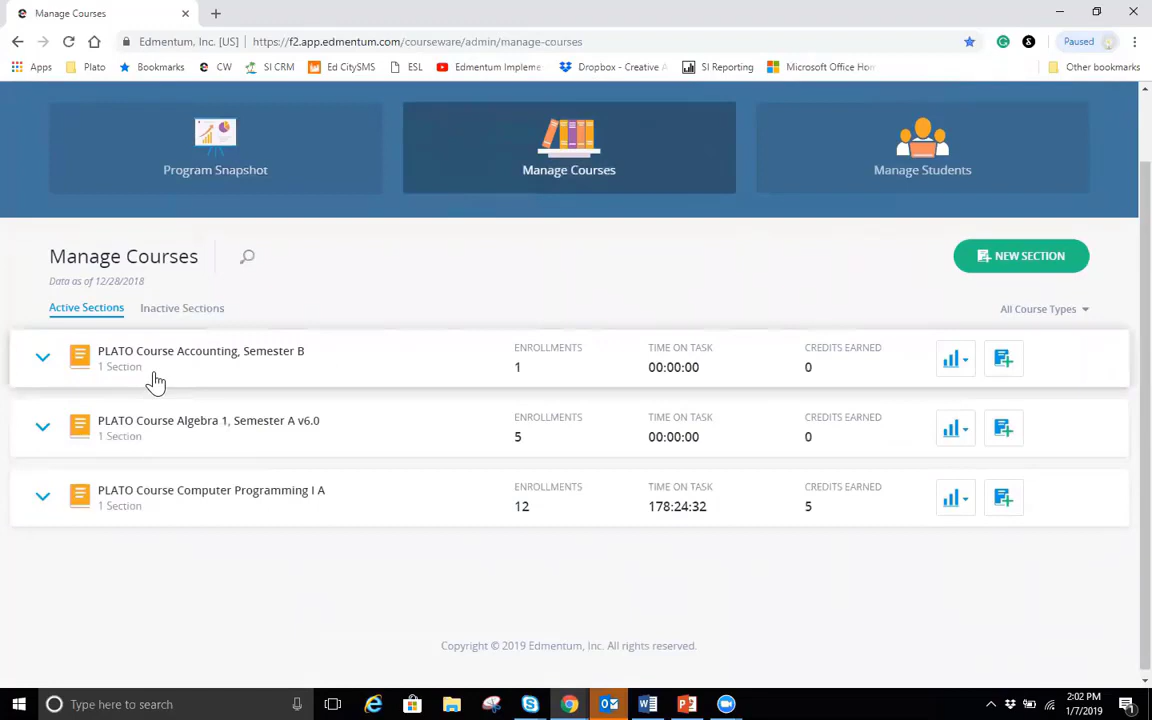 Manage Courses
Edmentum, Inc. [US] https://f2.app.edmentum.com/courseware/admin/manage-courses
Paused
Apps Plato Bookmarks CW SI CRM Ed CitySMS ESL Edmentum Impleme Dropbox - Creative SI Reporting Microsoft Office Hom Other bookmarks
Program Snapshot
Manage Courses
Manage Students
Manage Courses
NEW SECTION
Data as of 12/28/2018
Active Sections Inactive Sections All Course Types
PLATO Course Accounting, Semester B
1 Section
ENROLLMENTS TIME ON TASK CREDITS EARNED
1 00:00:00 0
PLATO Course Algebra 1, Semester A v6.0
1 Section
ENROLLMENTS TIME ON TASK CREDITS EARNED
5 00:00:00 0
PLATO Course Computer Programming I A
1 Section
ENROLLMENTS TIME ON TASK CREDITS EARNED
12 178:24:32 5
Copyright © 2019 Edmentum, Inc. All rights reserved.
Type here to search
2:02 PM
1/7/2019
1